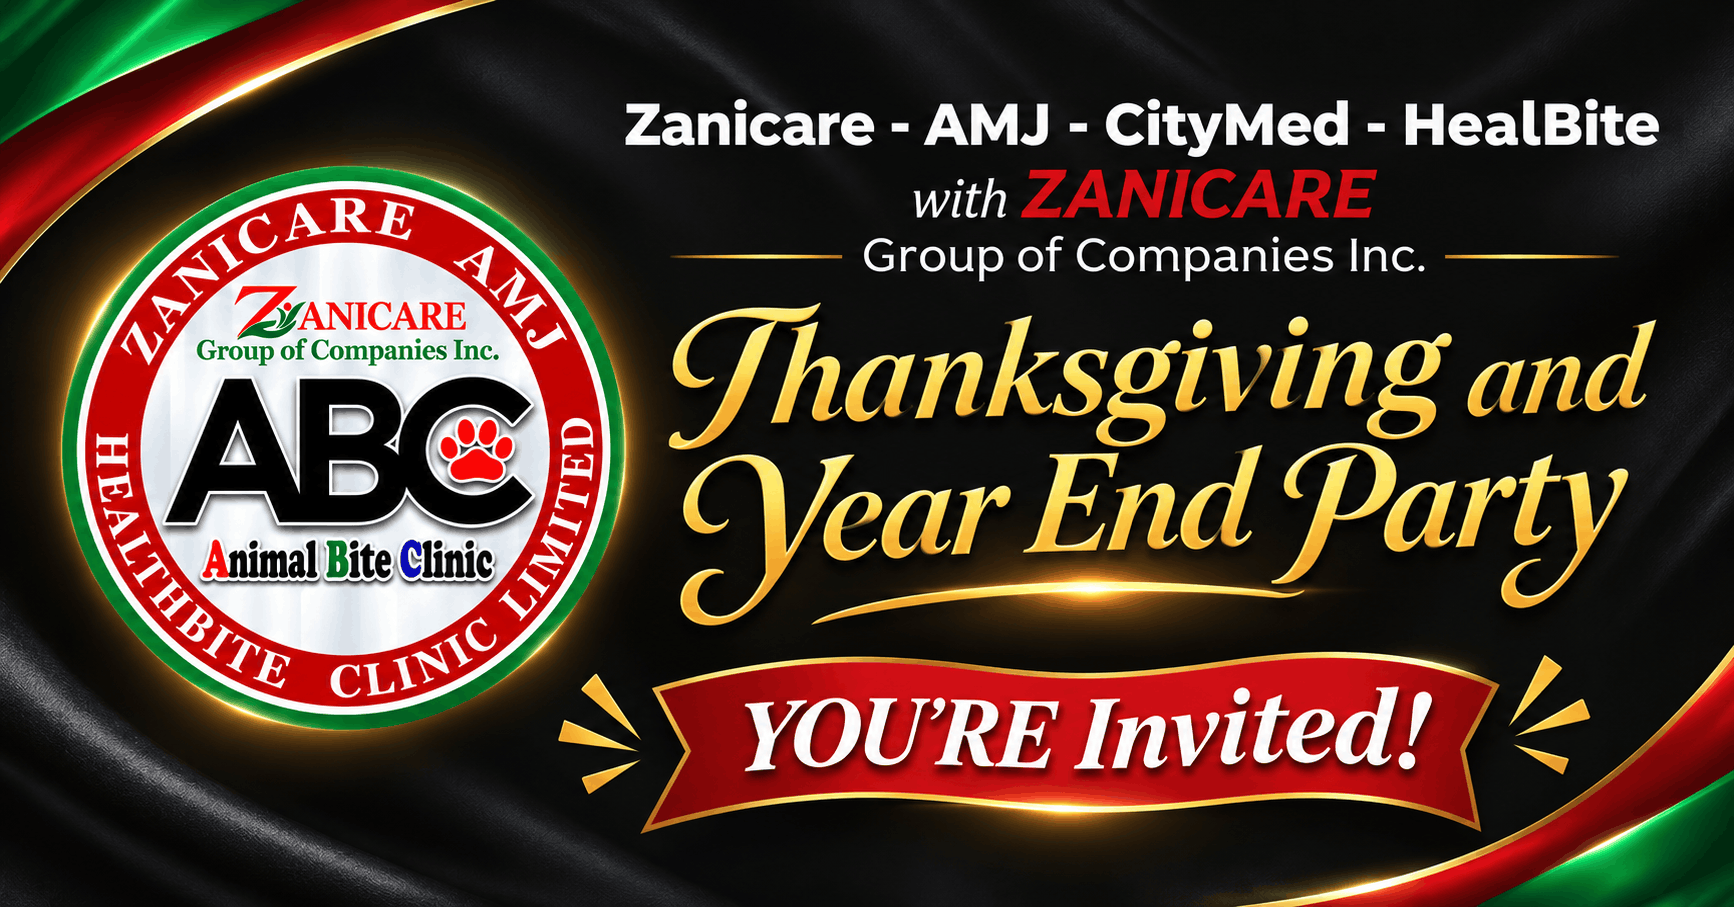 Zanicare - AMJ - CityMed - HealBite
with ZANICARE
Group of Companies Inc.
Thanksgiving and
Year End Party
YOU'RE Invited!
ZANICARE AMJ
HEALTHBITE CLINIC LIMITED
ZANICARE
Group of Companies Inc.
ABC
Animal Bite Clinic